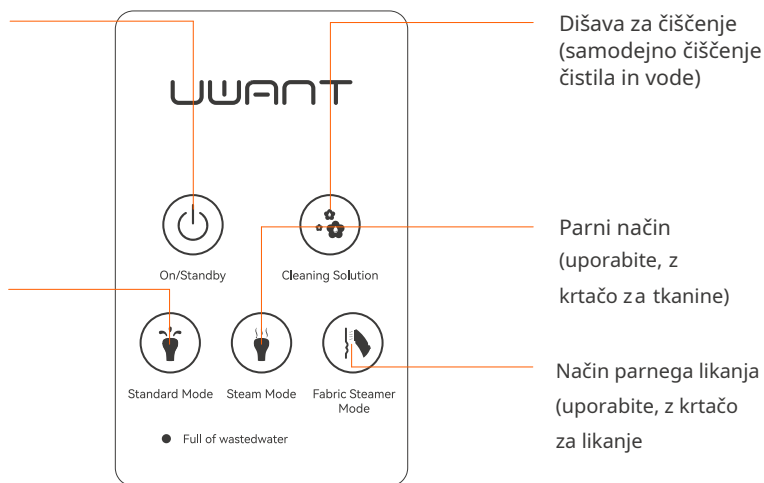 Dišava za čiščenje
(samodejno čiščenje
čistila in vode)
UWANT
On/Standby
Cleaning Solution
Parni način
(uporabite, z
krtačo za tkanine)
Standard Mode
Steam Mode
Fabric Steamer
Mode
Način parnega likanja
(uporabite, z krtačo
za likanje
Full of wastedwater